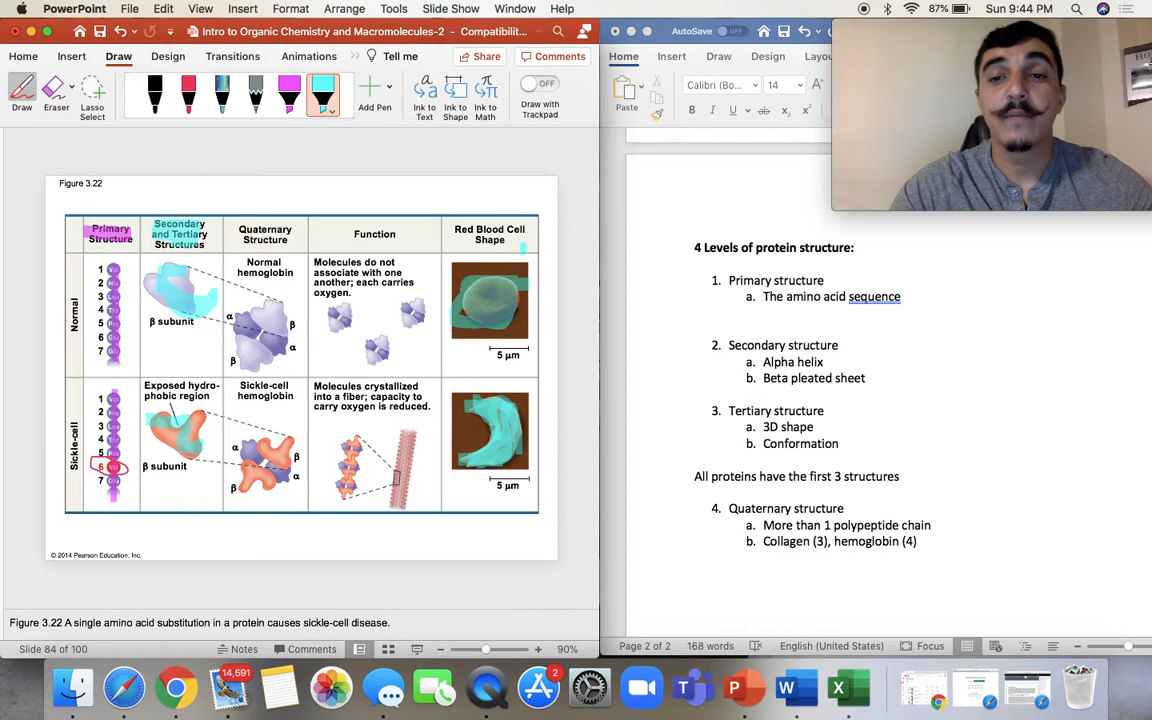 PowerPoint File Edit View Insert Format Arrange Tools Slide Show Window Help 87% Sun 9:44 PM
Intro to Organic Chemistry and Macromolecules-2 - Compatibilit...
AutoSave OFF
Home Insert Draw Design Transitions Animations Tell me Share Comments
Home Insert Draw Design
Draw Eraser Lasso Select Add Pen Ink to Text Ink to Shape Ink to Math OFF Draw with Trackpad
Paste Calibri (Bo... 14
B I U ab x2 x2
Figure 3.22
Primary Structure
Secondary and Tertiary Structures
Quaternary Structure
Function
Red Blood Cell Shape
Normal
1
2
3
4
5
6
7
β subunit
Normal hemoglobin
α
β
α
β
Molecules do not
associate with one
another; each carries
oxygen.
5 µm
Sickle-cell
1
2
3
4
5
6
7
Exposed hydro-
phobic region
β subunit
Sickle-cell hemoglobin
α
β
α
β
Molecules crystallized
into a fiber; capacity to
carry oxygen is reduced.
5 µm
© 2014 Pearson Education, Inc.
Figure 3.22 A single amino acid substitution in a protein causes sickle-cell disease.
Slide 84 of 100 Notes Comments 90%
4 Levels of protein structure:
1. Primary structure
a. The amino acid sequence
2. Secondary structure
a. Alpha helix
b. Beta pleated sheet
3. Tertiary structure
a. 3D shape
b. Conformation
All proteins have the first 3 structures
4. Quaternary structure
a. More than 1 polypeptide chain
b. Collagen (3), hemoglobin (4)
Page 2 of 2 168 words English (United States) Focus
14,591
2